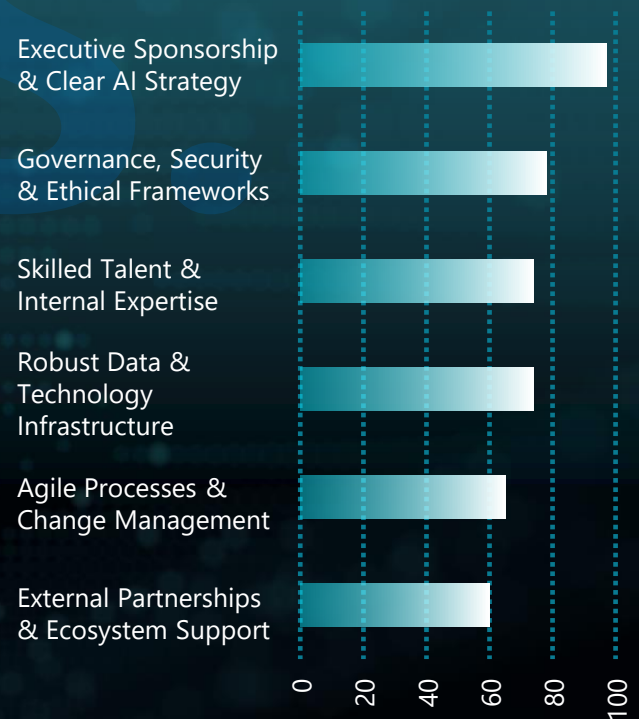 Executive Sponsorship
& Clear AI Strategy
Governance, Security
& Ethical Frameworks
Skilled Talent &
Internal Expertise
Robust Data &
Technology
Infrastructure
Agile Processes &
Change Management
External Partnerships
& Ecosystem Support
0
20
40
60
80
100